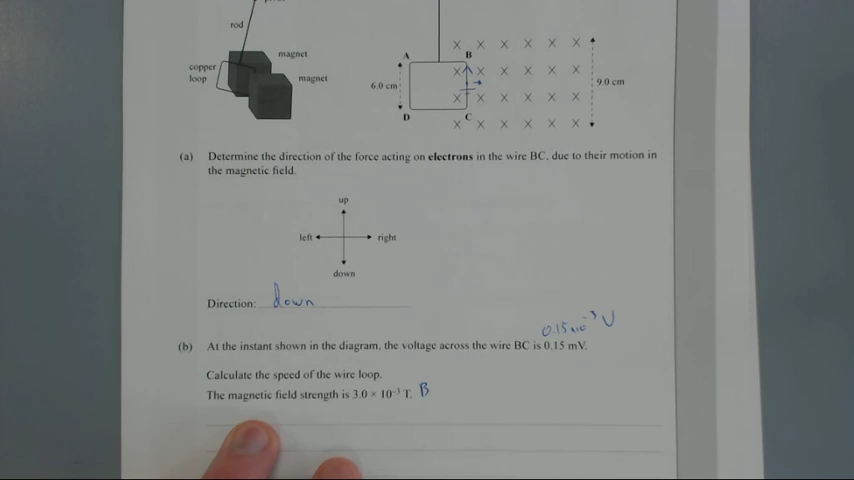 rod
magnet
copper
loop
magnet
A
B
6.0 cm
9.0 cm
D
C
(a) Determine the direction of the force acting on electrons in the wire BC, due to their motion in
the magnetic field.
up
left
right
down
Direction: down
0.15x10⁻³ V
(b) At the instant shown in the diagram, the voltage across the wire BC is 0.15 mV.
Calculate the speed of the wire loop.
The magnetic field strength is 3.0 × 10⁻³ T. B